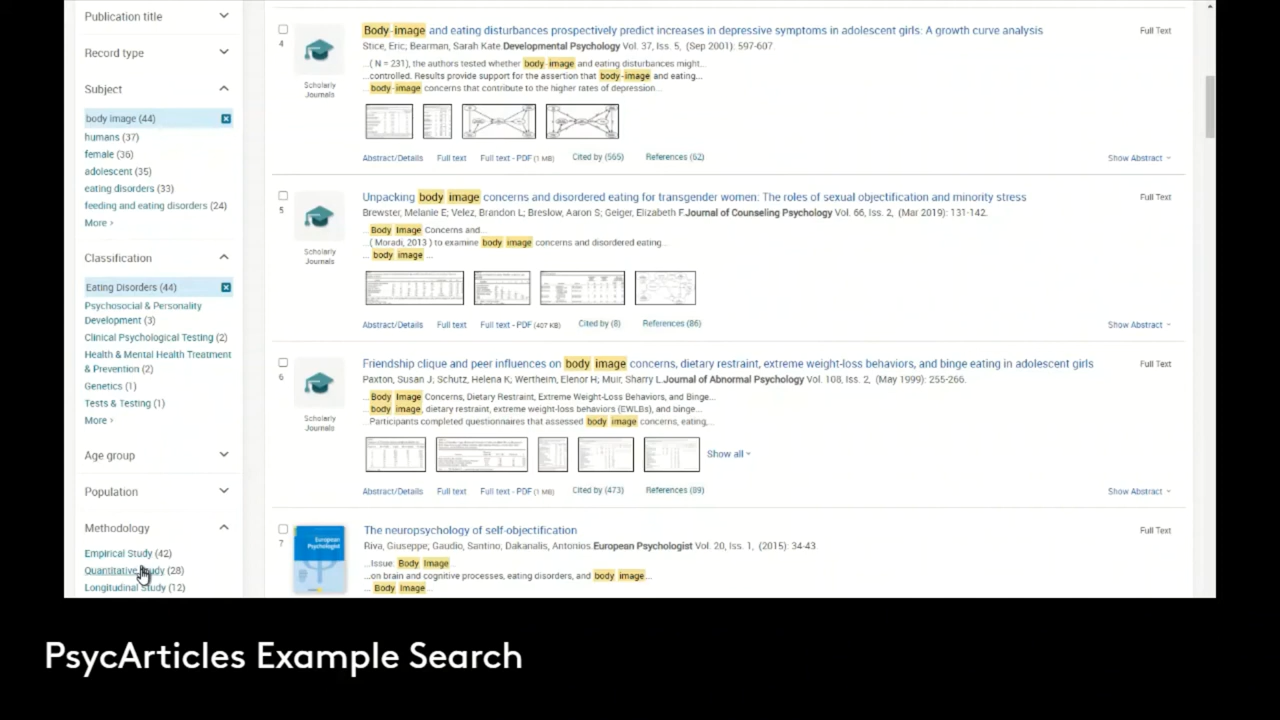 Publication title
Record type
Subject
body image (44)
humans (37)
female (36)
adolescent (35)
eating disorders (33)
feeding and eating disorders (24)
More >
Classification
Eating Disorders (44)
Psychosocial & Personality
Development (3)
Clinical Psychological Testing (2)
Health & Mental Health Treatment
& Prevention (2)
Genetics (1)
Tests & Testing (1)
More >
Age group
Population
Methodology
Empirical Study (42)
Quantitative Study (28)
Longitudinal Study (12)
4
Scholarly
Journals
Body-image and eating disturbances prospectively predict increases in depressive symptoms in adolescent girls: A growth curve analysis
Full Text
Stice, Eric, Bearman, Sarah Kate.Developmental Psychology Vol. 37, Iss. 5, (Sep 2001): 597-607.
...( N = 231), the authors tested whether body-image and eating disturbances might...
...controlled. Results provide support for the assertion that body-image and eating...
...body-image concerns that contribute to the higher rates of depression...
Abstract/Details Full text Full text - PDF (1 MB) Cited by (565) References (62) Show Abstract
5
Scholarly
Journals
Unpacking body image concerns and disordered eating for transgender women: The roles of sexual objectification and minority stress
Full Text
Brewster, Melanie E; Velez, Brandon L; Breslow, Aaron S; Geiger, Elizabeth F.Journal of Counseling Psychology Vol. 66, Iss. 2, (Mar 2019): 131-142.
...Body Image Concerns and...
...( Moradi, 2013 ) to examine body image concerns and disordered eating...
... body image ...
Abstract/Details Full text Full text - PDF (407 KB) Cited by (8) References (86) Show Abstract
6
Scholarly
Journals
Friendship clique and peer influences on body image concerns, dietary restraint, extreme weight-loss behaviors, and binge eating in adolescent girls
Full Text
Paxton, Susan J, Schutz, Helena K; Wertheim, Elenor H; Muir, Sharry L.Journal of Abnormal Psychology Vol. 108, Iss. 2, (May 1999): 255-266.
...Body Image Concerns, Dietary Restraint, Extreme Weight-Loss Behaviors, and Binge...
...body image, dietary restraint, extreme weight-loss behaviors (EWLBs), and binge...
...Participants completed questionnaires that assessed body image concerns, eating,...
Show all
Abstract/Details Full text Full text - PDF (1 MB) Cited by (473) References (89) Show Abstract
7
European
Psychologist
The neuropsychology of self-objectification
Full Text
Riva, Giuseppe; Gaudio, Santino; Dakanalis, Antonios.European Psychologist Vol. 20, Iss. 1, (2015): 34-43
...Issue: Body Image...
...on brain and cognitive processes, eating disorders, and body image...
... Body Image...
PsycArticles Example Search